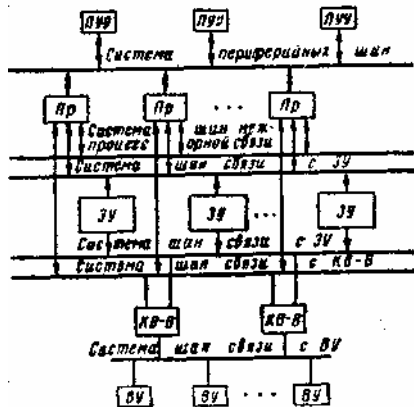 ПУУ ПУУ ПУУ
Система периферийных шин
Пр Пр ... Пр
Система шин меж-
процес орной связи
Система шин связи с ЗУ
ЗУ ЗУ ... ЗУ
Система шин связи с ЗУ
Система шин связи с КВ-В
КВ-В КВ-В
Система шин связи с ВУ
ВУ ВУ ... ВУ